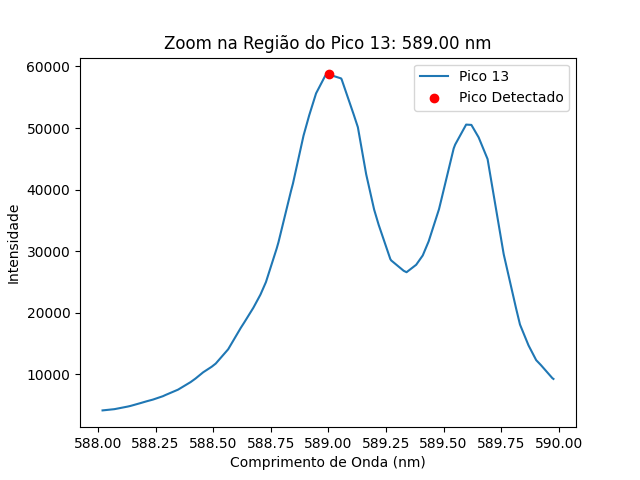 Zoom na Região do Pico 13: 589.00 nm
Pico 13
Pico Detectado
Intensidade
60000
50000
40000
30000
20000
10000
588.00 588.25 588.50 588.75 589.00 589.25 589.50 589.75 590.00
Comprimento de Onda (nm)